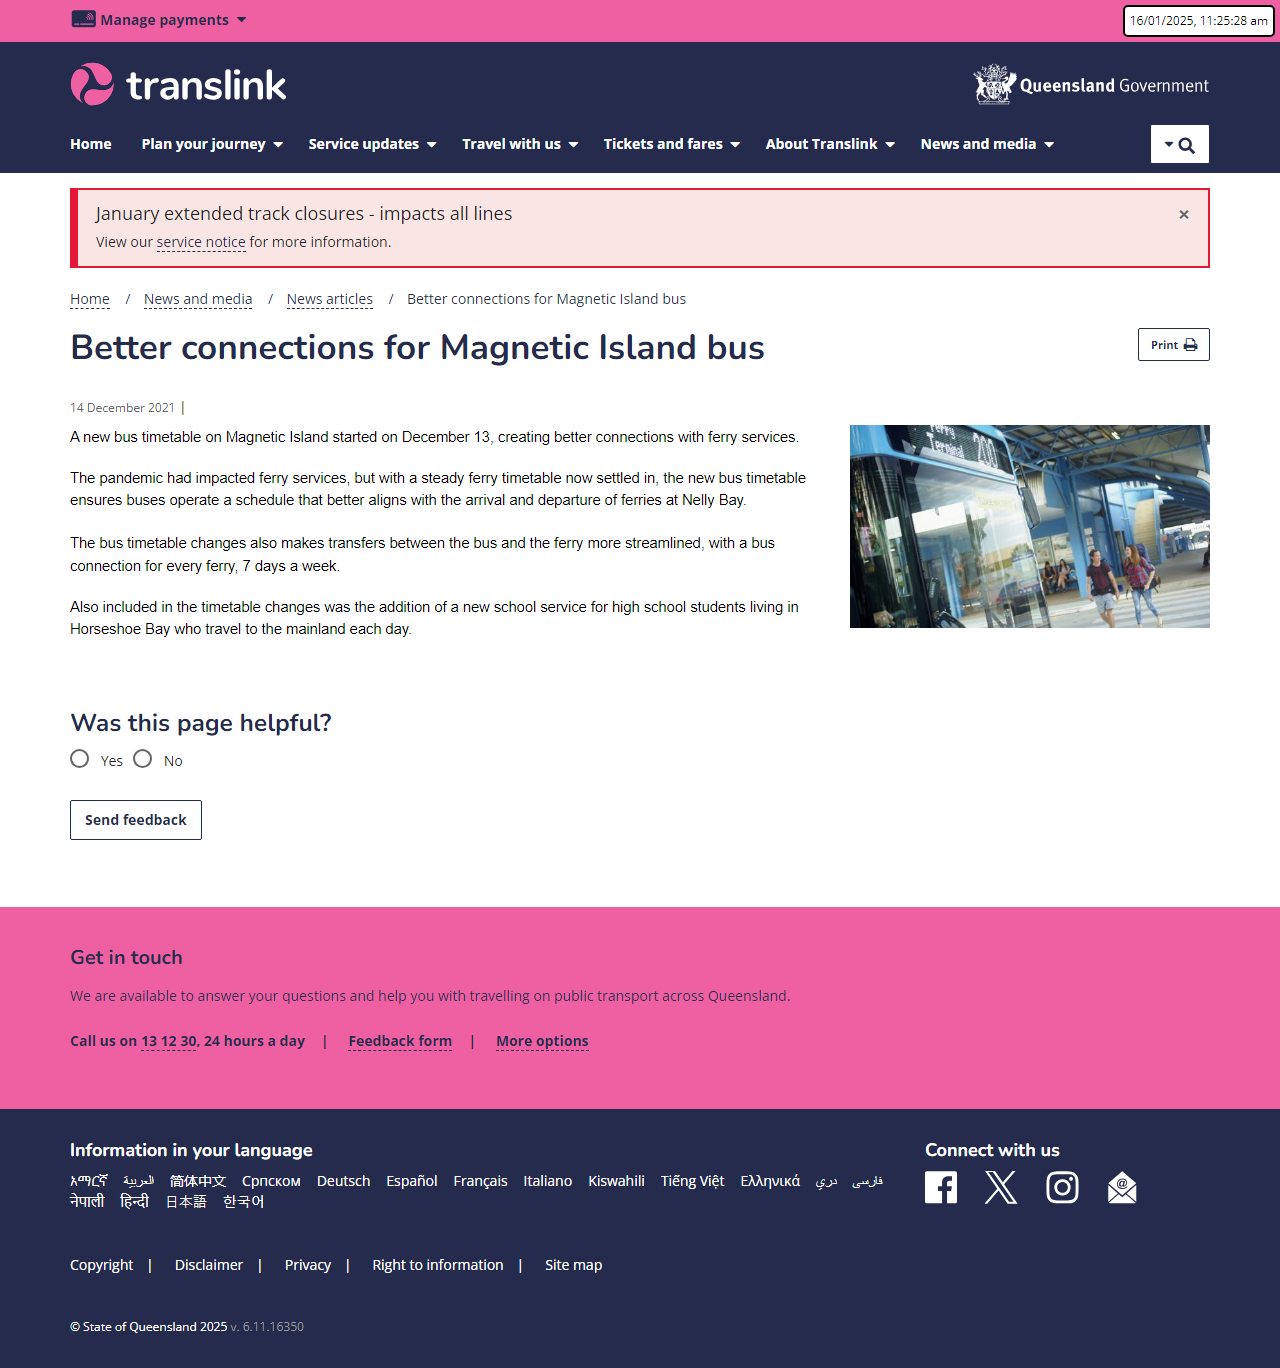 Manage payments
16/01/2025, 11:25:28 am
translink
Queensland Government
Home
Plan your journey
Service updates
Travel with us
Tickets and fares
About Translink
News and media
January extended track closures - impacts all lines
×
View our service notice for more information.
Home / News and media / News articles / Better connections for Magnetic Island bus
Better connections for Magnetic Island bus
Print
14 December 2021 |
A new bus timetable on Magnetic Island started on December 13, creating better connections with ferry services.
The pandemic had impacted ferry services, but with a steady ferry timetable now settled in, the new bus timetable
ensures buses operate a schedule that better aligns with the arrival and departure of ferries at Nelly Bay.
The bus timetable changes also makes transfers between the bus and the ferry more streamlined, with a bus
connection for every ferry, 7 days a week.
Also included in the timetable changes was the addition of a new school service for high school students living in
Horseshoe Bay who travel to the mainland each day.
Ferry
Terminal 200
Was this page helpful?
Yes No
Send feedback
Get in touch
We are available to answer your questions and help you with travelling on public transport across Queensland.
Call us on 13 12 30, 24 hours a day | Feedback form | More options
Information in your language
አማርኛ العربية 简体中文 Српском Deutsch Español Français Italiano Kiswahili Tiếng Việt Ελληνικά دري فارسی
नेपाली हिन्दी 日本語 한국어
Connect with us
Copyright | Disclaimer | Privacy | Right to information | Site map
© State of Queensland 2025 v. 6.11.16350